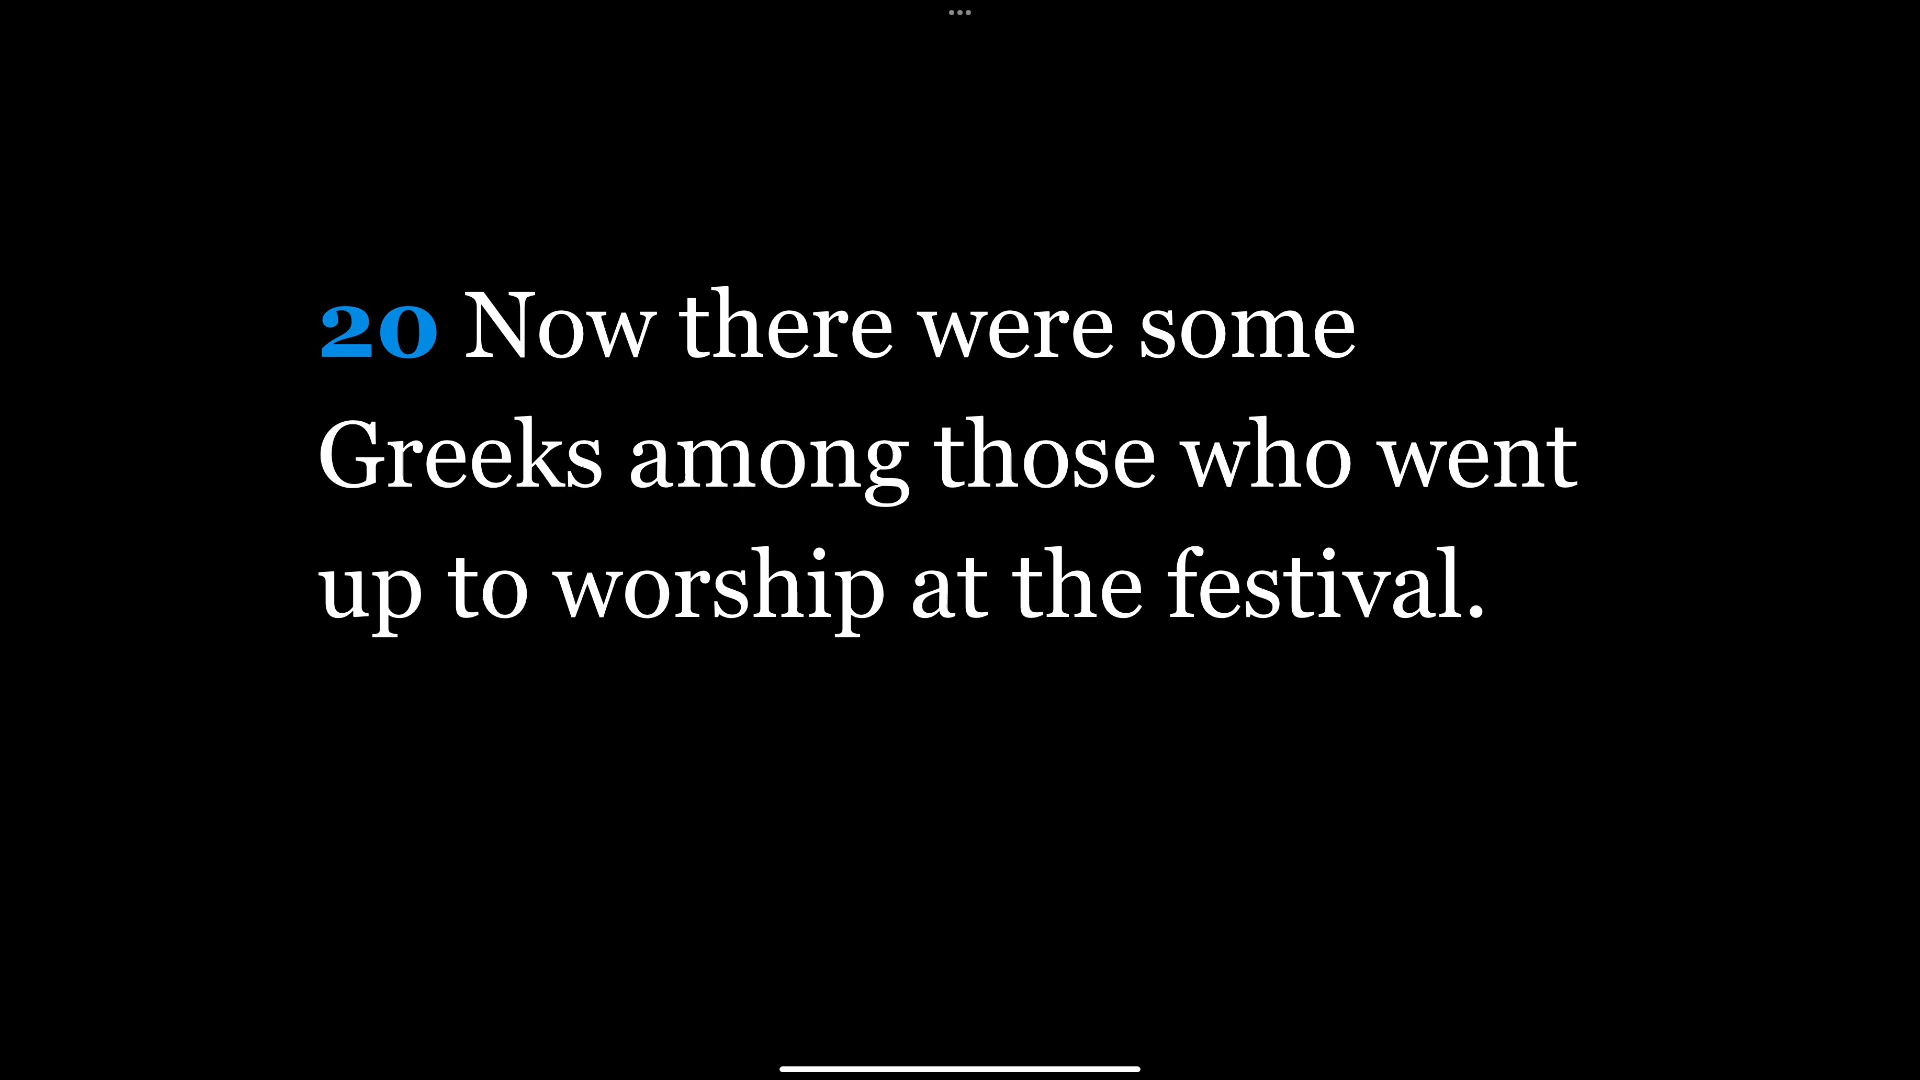 20 Now there were some
Greeks among those who went
up to worship at the festival.